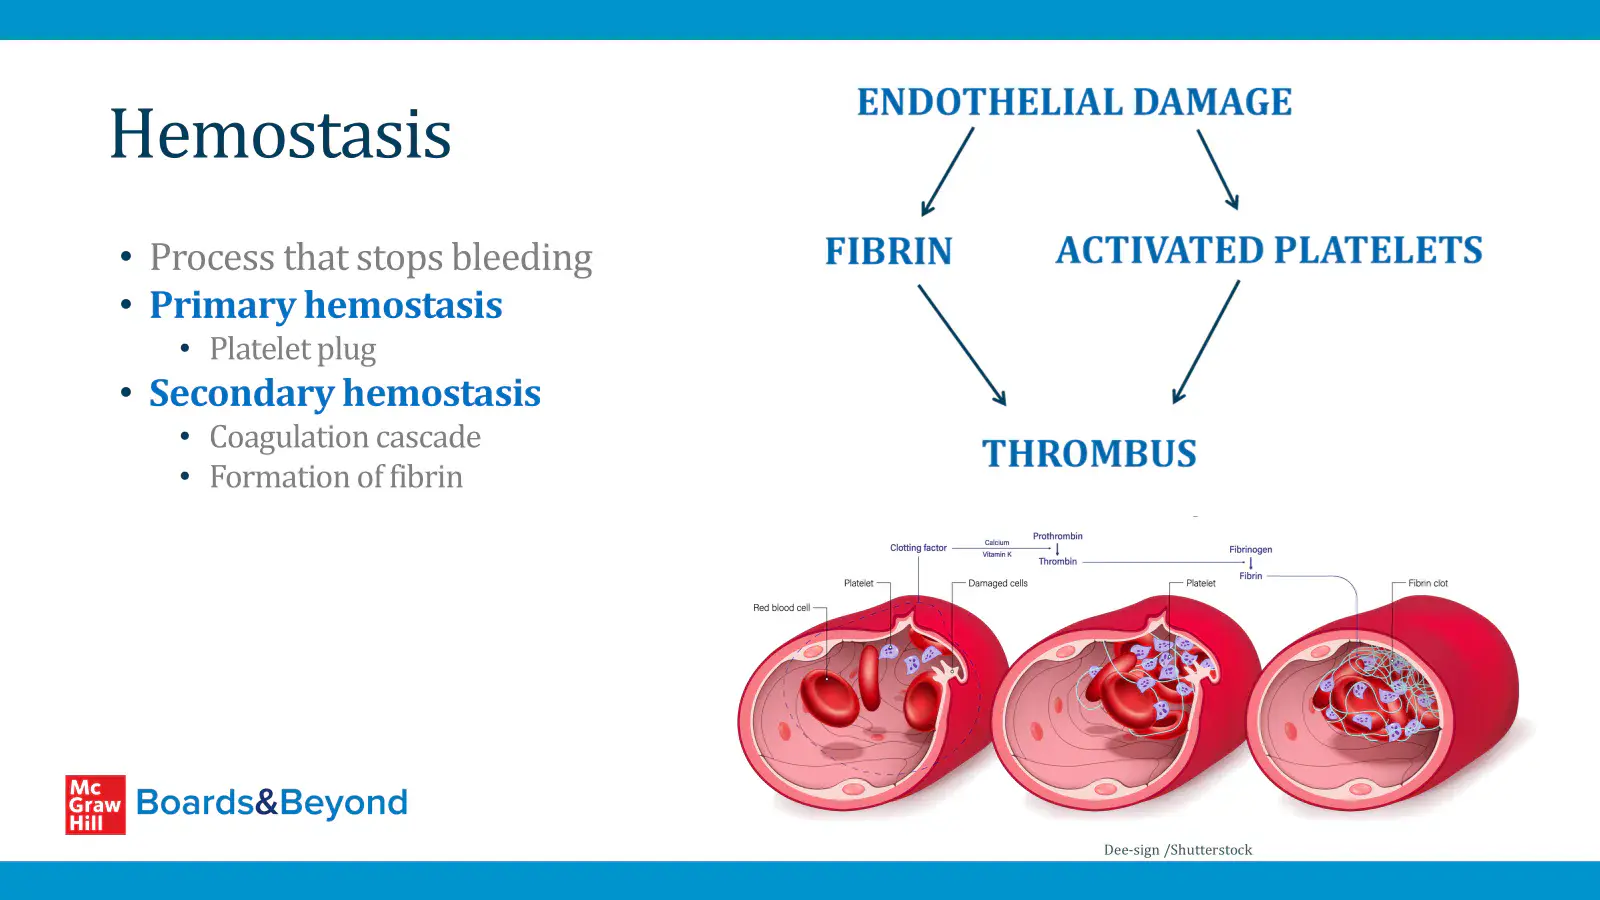 Hemostasis
• Process that stops bleeding
• Primary hemostasis
• Platelet plug
• Secondary hemostasis
• Coagulation cascade
• Formation of fibrin
ENDOTHELIAL DAMAGE
FIBRIN
ACTIVATED PLATELETS
THROMBUS
Clotting factor
Calcium
Vitamin K
Prothrombin
Thrombin
Fibrinogen
Fibrin
Platelet
Damaged cells
Platelet
Fibrin clot
Red blood cell
Mc
Graw
Hill
Boards&Beyond
Dee-sign /Shutterstock